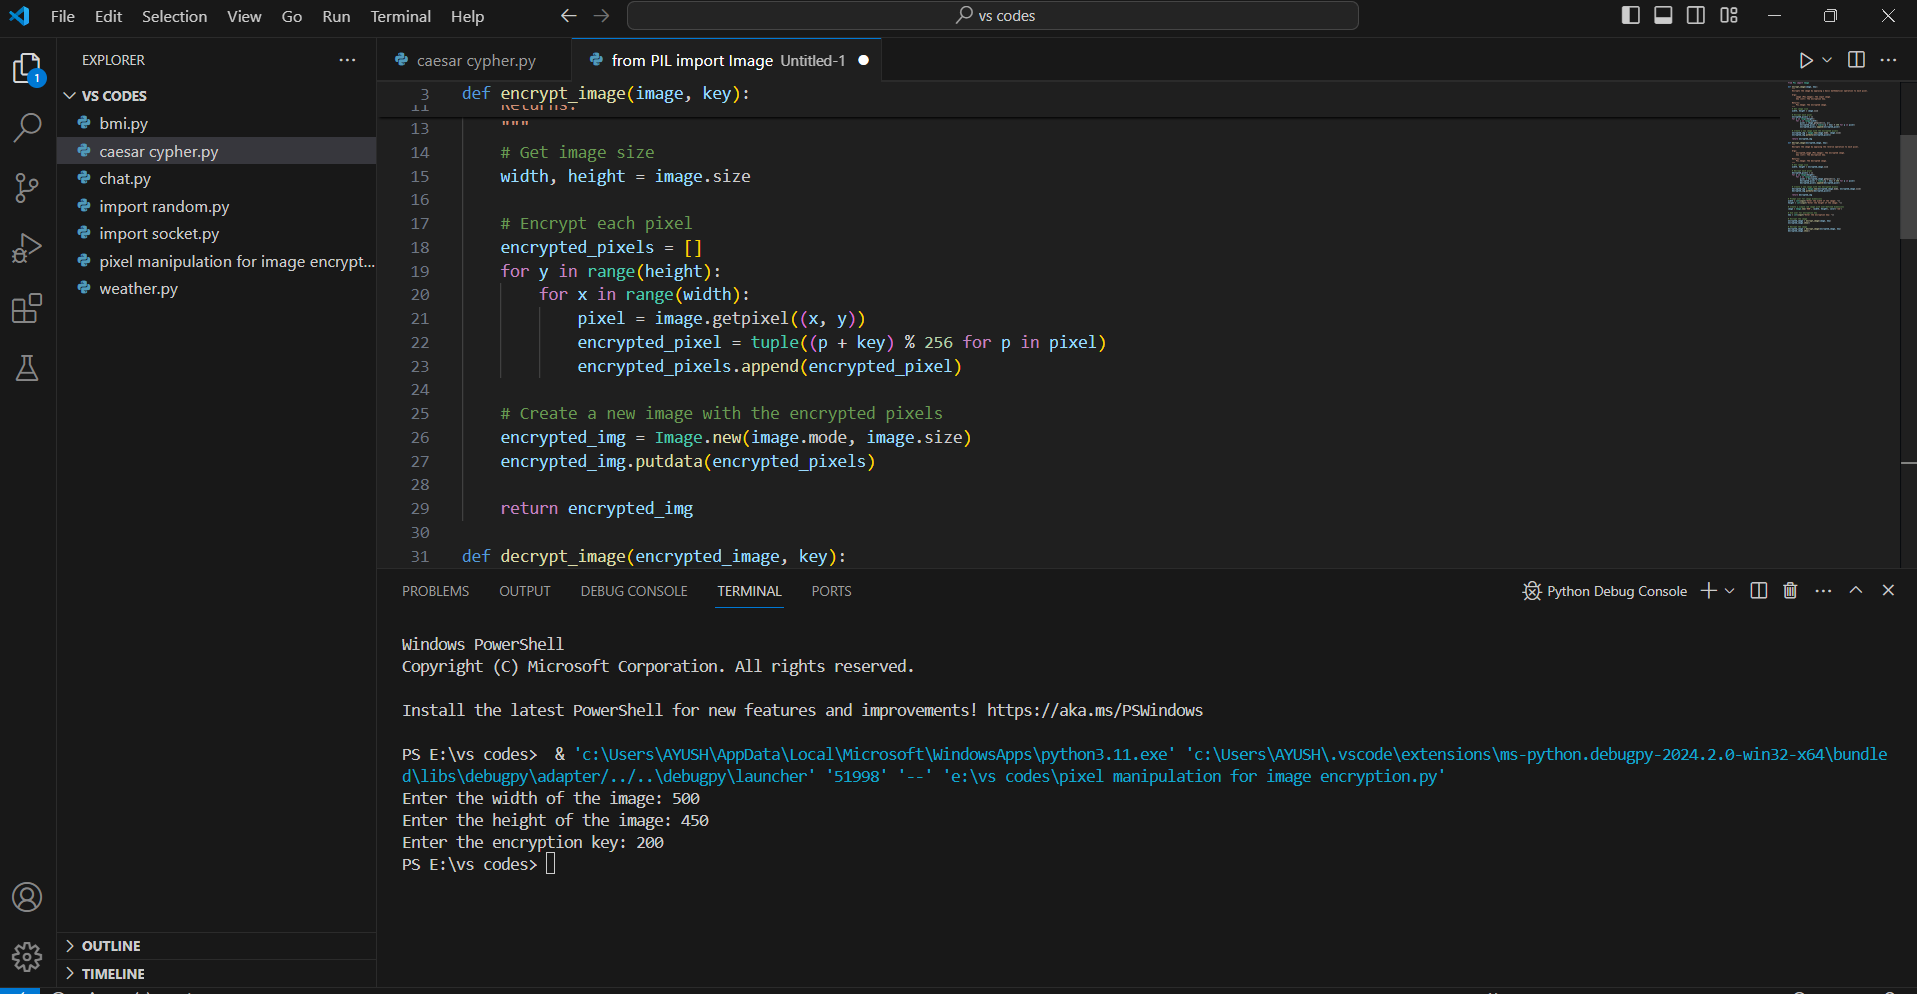 File Edit Selection View Go Run Terminal Help
vs codes
EXPLORER
VS CODES
bmi.py
caesar cypher.py
chat.py
import random.py
import socket.py
pixel manipulation for image encrypt...
weather.py
OUTLINE
TIMELINE
1
caesar cypher.py
from PIL import Image Untitled-1
3 def encrypt_image(image, key):
11 Returns:
13 """
14 # Get image size
15 width, height = image.size
16
17 # Encrypt each pixel
18 encrypted_pixels = []
19 for y in range(height):
20 for x in range(width):
21 pixel = image.getpixel((x, y))
22 encrypted_pixel = tuple((p + key) % 256 for p in pixel)
23 encrypted_pixels.append(encrypted_pixel)
24
25 # Create a new image with the encrypted pixels
26 encrypted_img = Image.new(image.mode, image.size)
27 encrypted_img.putdata(encrypted_pixels)
28
29 return encrypted_img
30
31 def decrypt_image(encrypted_image, key):
PROBLEMS OUTPUT DEBUG CONSOLE TERMINAL PORTS
Python Debug Console
Windows PowerShell
Copyright (C) Microsoft Corporation. All rights reserved.
Install the latest PowerShell for new features and improvements! https://aka.ms/PSWindows
PS E:\vs codes>  & 'c:\Users\AYUSH\AppData\Local\Microsoft\WindowsApps\python3.11.exe' 'c:\Users\AYUSH\.vscode\extensions\ms-python.debugpy-2024.2.0-win32-x64\bundle
d\libs\debugpy\adapter/../..\debugpy\launcher' '51998' '--' 'e:\vs codes\pixel manipulation for image encryption.py'
Enter the width of the image: 500
Enter the height of the image: 450
Enter the encryption key: 200
PS E:\vs codes>